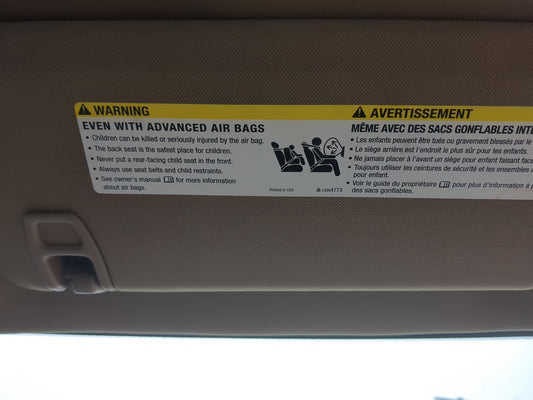 WARNING
EVEN WITH ADVANCED AIR BAGS
• Children can be killed or seriously injured by the air bag.
• The back seat is the safest place for children.
• Never put a rear-facing child seat in the front.
• Always use seat belts and child restraints.
• See owner's manual for more information
about air bags.
Printed in USA
AVERTISSEMENT
MÊME AVEC DES SACS GONFLABLES INTE
• Les enfants peuvent être tués ou gravement blessés par le
• Le siège arrière est l'endroit le plus sûr pour les enfants.
• Ne jamais placer à l'avant un siège pour enfant faisant face
• Toujours utiliser les ceintures de sécurité et les ensembles
pour enfant.
• Voir le guide du propriétaire pour plus d'information à
des sacs gonflables.